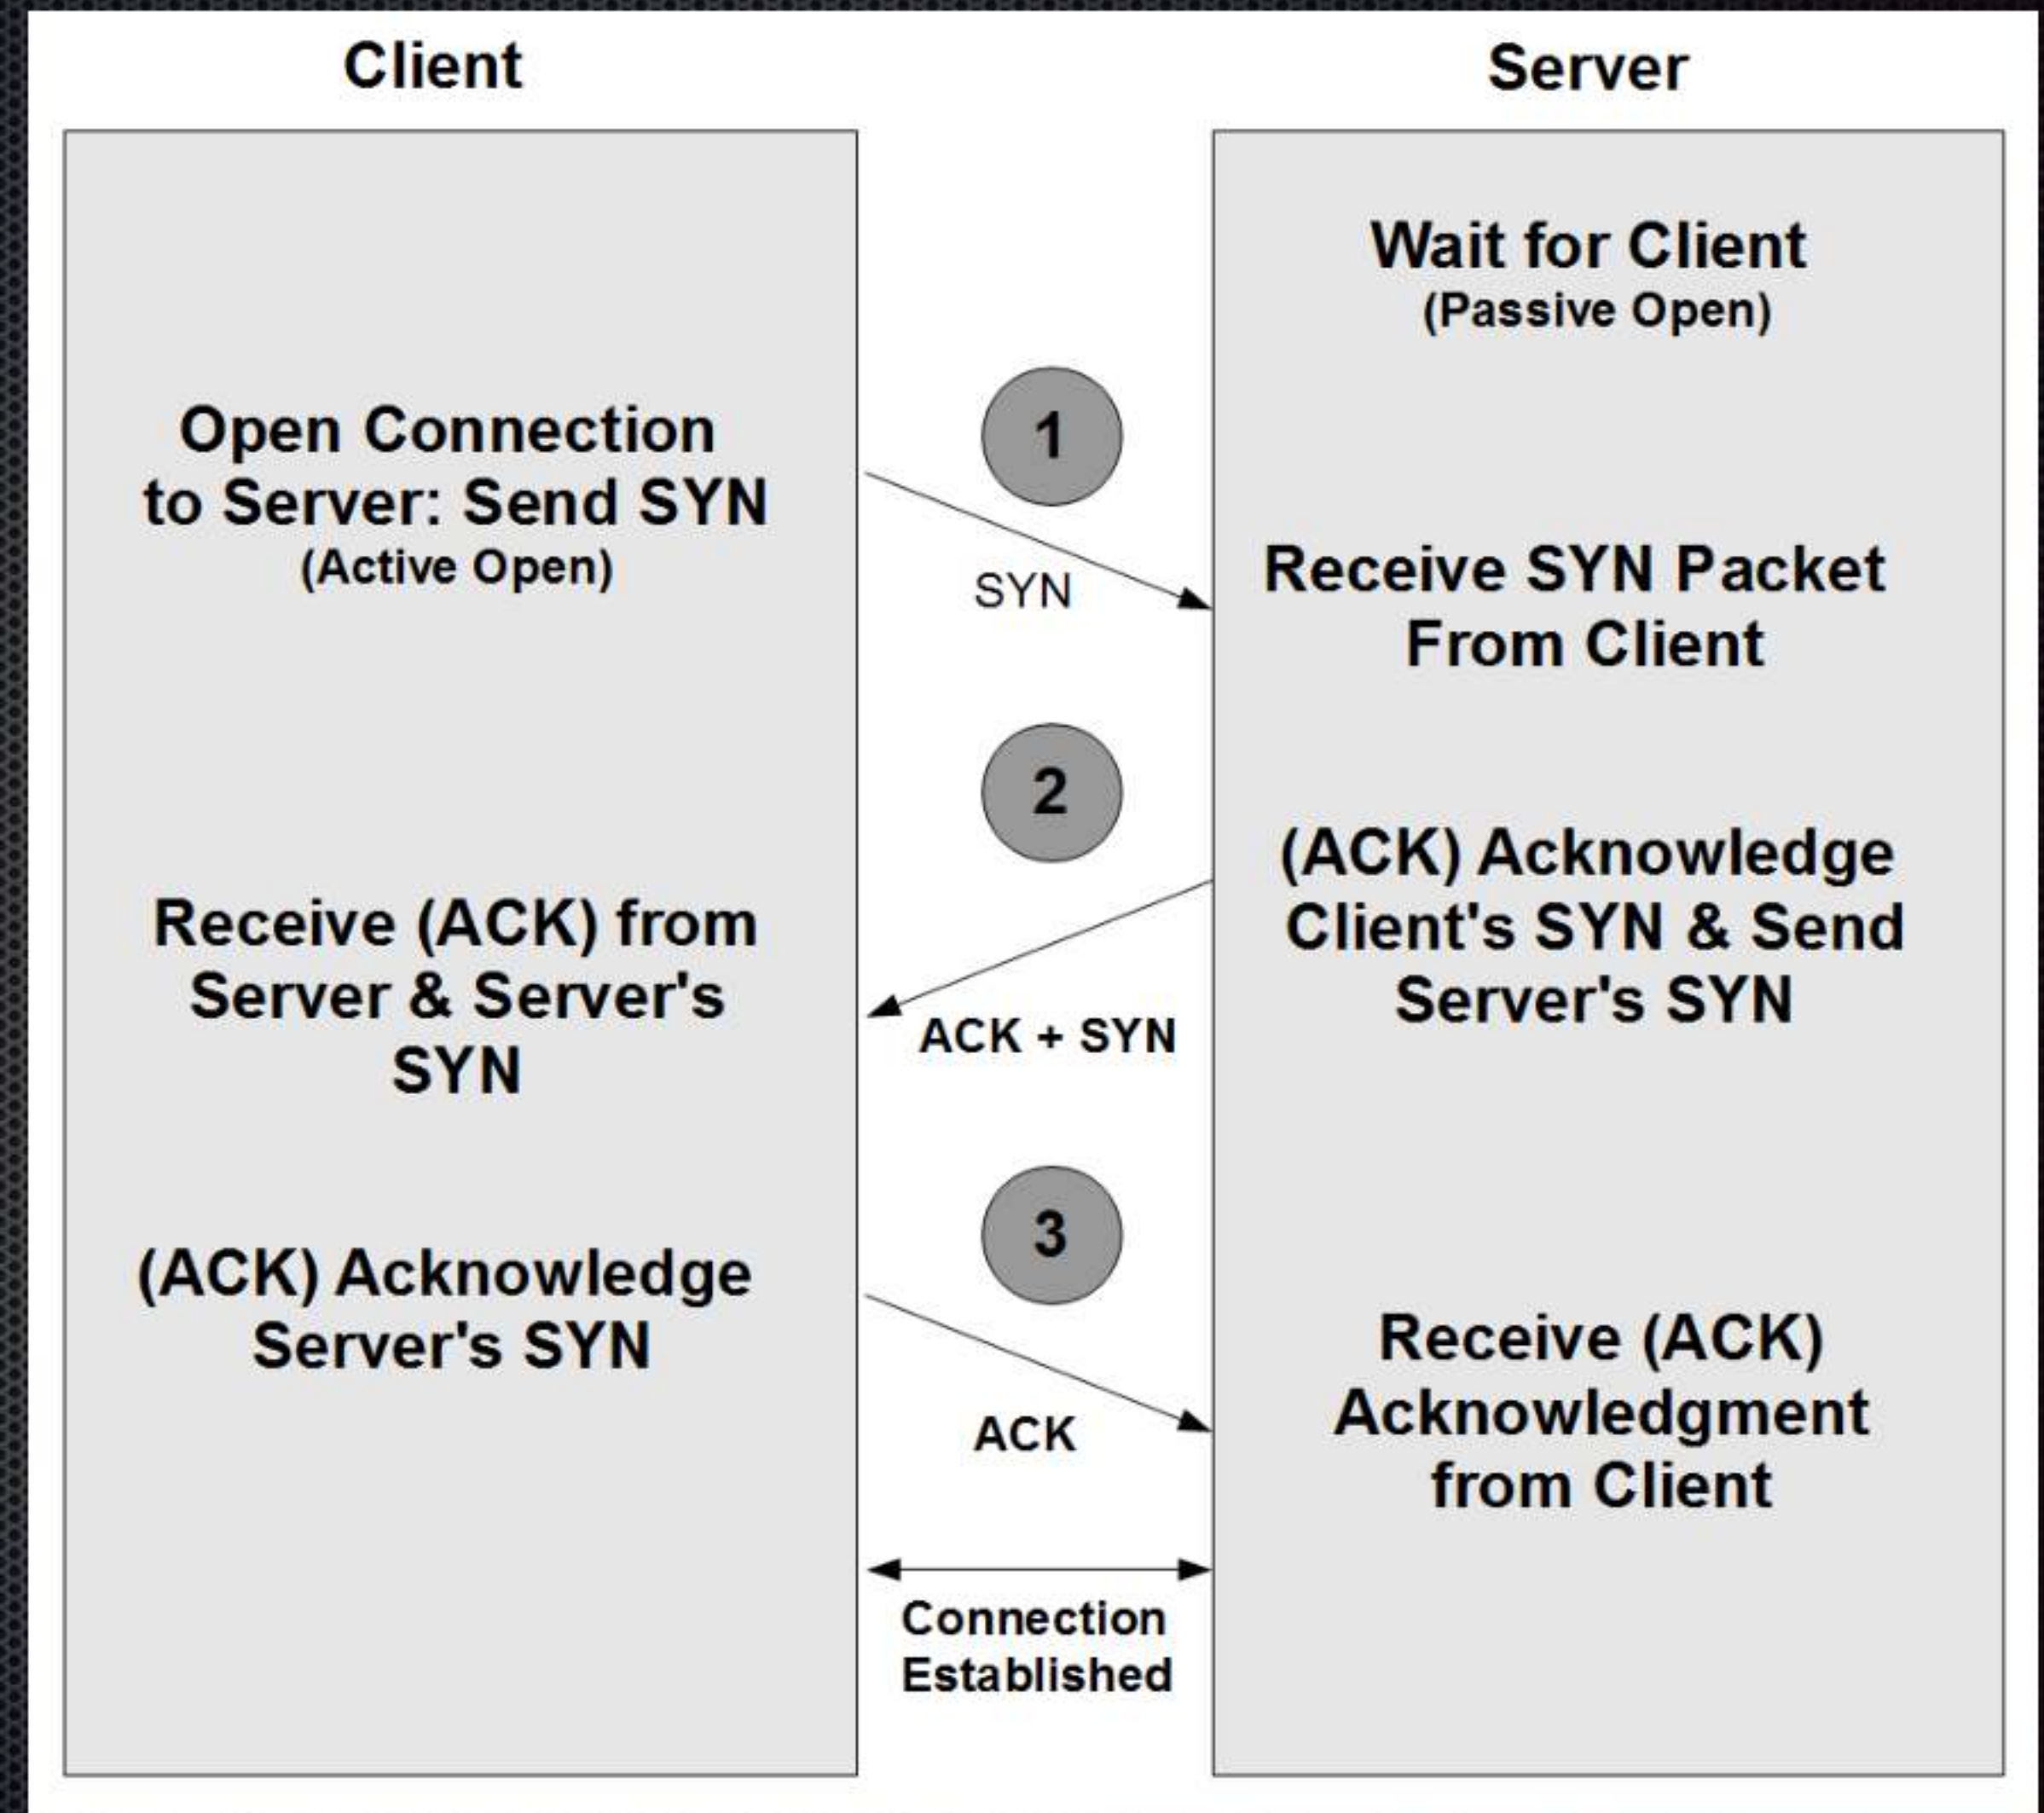 Client
Server
Wait for Client
(Passive Open)
Open Connection
to Server: Send SYN
(Active Open)
1
SYN
Receive SYN Packet
From Client
2
(ACK) Acknowledge
Client's SYN & Send
Server's SYN
Receive (ACK) from
Server & Server's
SYN
ACK + SYN
3
(ACK) Acknowledge
Server's SYN
ACK
Receive (ACK)
Acknowledgment
from Client
Connection
Established